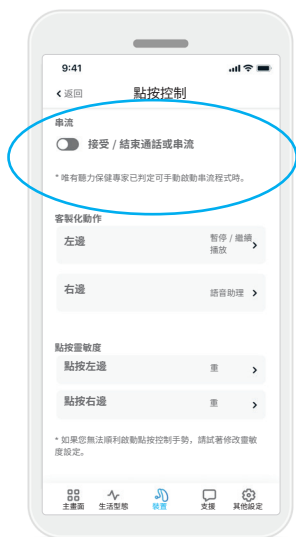 9:41
返回 點按控制
串流
接受 / 結束通話或串流
* 唯有聽力保健專家已判定可手動啟動串流程式時。
客製化動作
左邊 暫停 / 繼續
播放
右邊 語音助理
點按靈敏度
點按左邊 重
點按右邊 重
* 如果您無法順利啟動點按控制手勢，請試著修改靈敏
度設定。
主畫面 生活型態 裝置 支援 其他設定